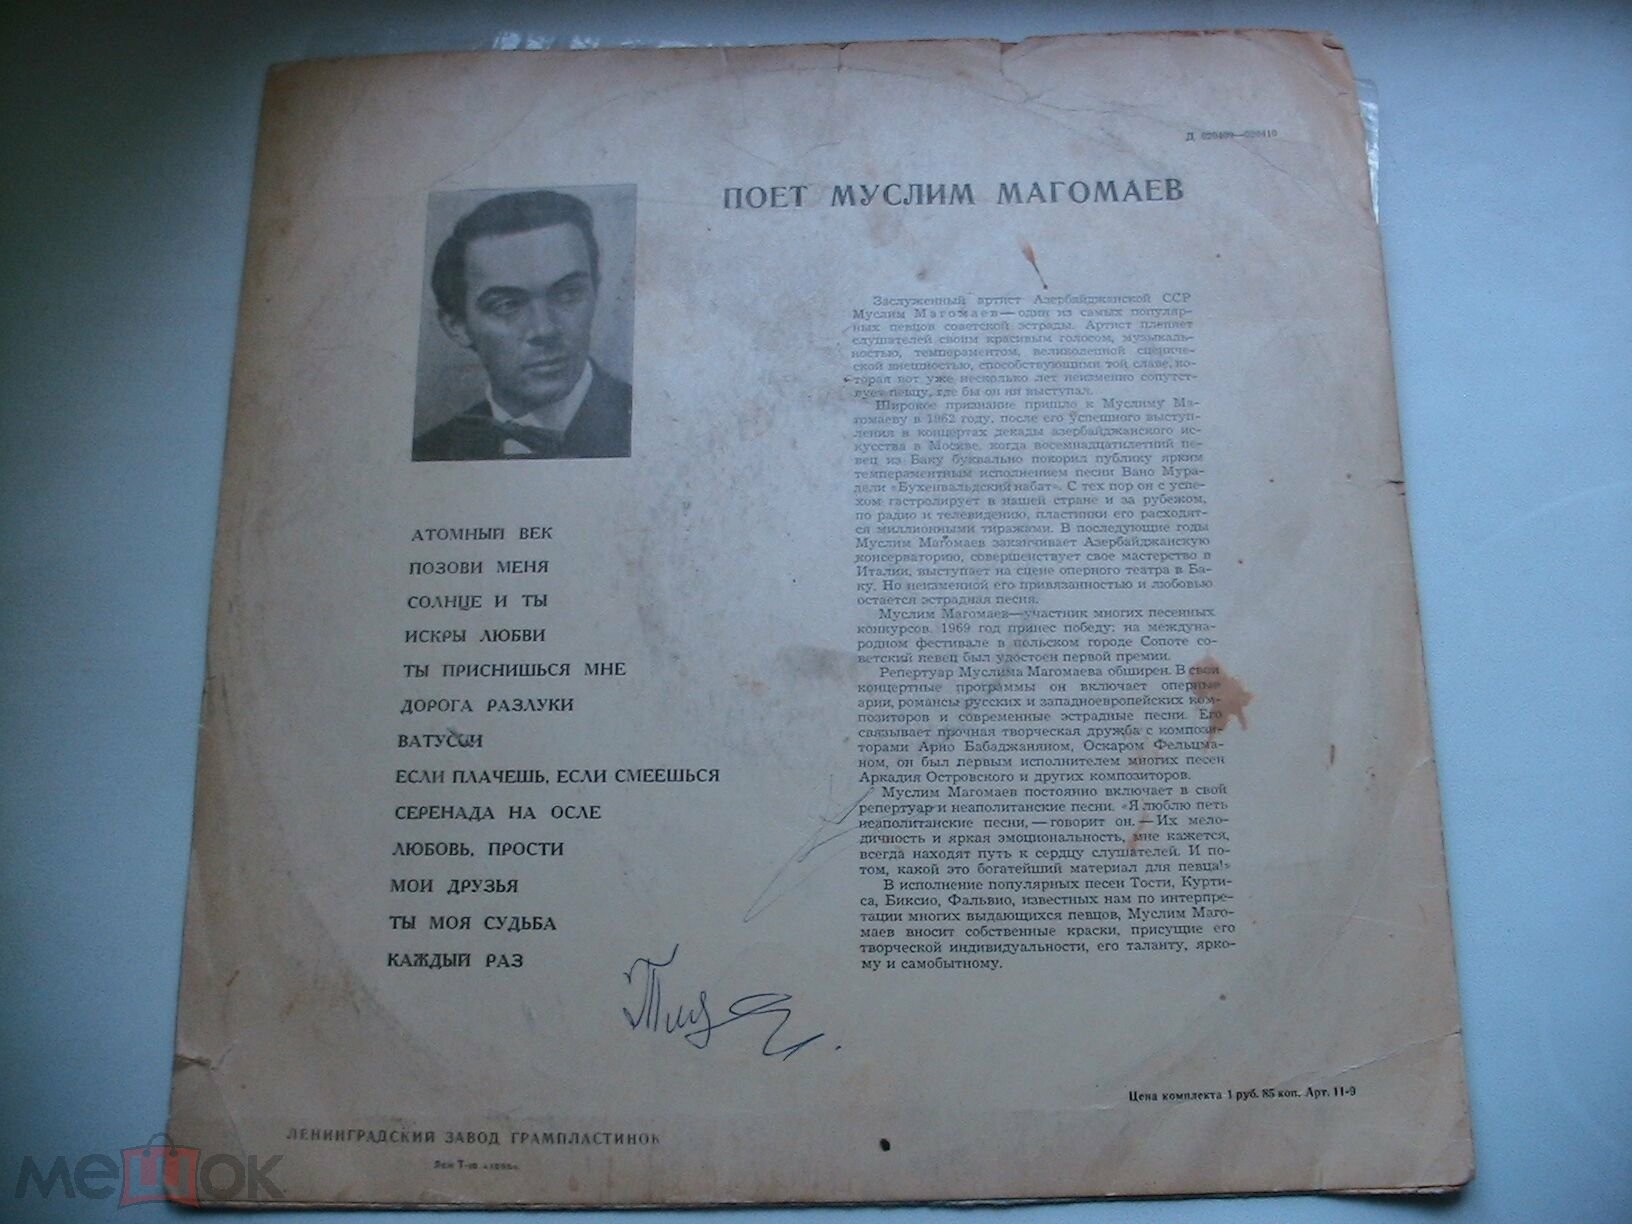 Д 020409—020410
ПОЕТ МУСЛИМ МАГОМАЕВ
АТОМНЫЙ ВЕК
ПОЗОВИ МЕНЯ
СОЛНЦЕ И ТЫ
ИСКРЫ ЛЮБВИ
ТЫ ПРИСНИШЬСЯ МНЕ
ДОРОГА РАЗЛУКИ
ВАТУССИ
ЕСЛИ ПЛАЧЕШЬ, ЕСЛИ СМЕЕШЬСЯ
СЕРЕНАДА НА ОСЛЕ
ЛЮБОВЬ, ПРОСТИ
МОИ ДРУЗЬЯ
ТЫ МОЯ СУДЬБА
КАЖДЫЙ РАЗ
Заслуженный артист Азербайджанской ССР
Муслим Магомаев — один из самых популяр-
ных певцов советской эстрады. Артист пленяет
слушателей своим красивым голосом, музыкаль-
ностью, темпераментом, великолепной сцениче-
ской внешностью, способствующими той славе, ко-
торая вот уже несколько лет неизменно сопутст-
вует певцу, где бы он ни выступал.
Широкое признание пришло к Муслиму Ма-
гомаеву в 1962 году, после его успешного выступ-
ления в концертах декады азербайджанского ис-
кусства в Москве, когда восемнадцатилетний пе-
вец из Баку буквально покорил публику ярким
темпераментным исполнением песни Вано Мура-
дели «Бухенвальдский набат». С тех пор он с успе-
хом гастролирует в нашей стране и за рубежом,
по радио и телевидению, пластинки его расходят-
ся миллионными тиражами. В последующие годы
Муслим Магомаев заканчивает Азербайджанскую
консерваторию, совершенствует свое мастерство в
Италии, выступает на сцене оперного театра в Ба-
ку. Но неизменной его привязанностью и любовью
остается эстрадная песня.
Муслим Магомаев—участник многих песенных
конкурсов. 1969 год принес победу: на междуна-
родном фестивале в польском городе Сопоте со-
ветский певец был удостоен первой премии.
Репертуар Муслима Магомаева обширен. В свои
концертные программы он включает оперные
арии, романсы русских и западноевропейских ком-
позиторов и современные эстрадные песни. Его
связывает прочная творческая дружба с компози-
торами Арно Бабаджаняном, Оскаром Фельцма-
ном, он был первым исполнителем многих песен
Аркадия Островского и других композиторов.
Муслим Магомаев постоянно включает в свой
репертуар и неаполитанские песни. «Я люблю петь
неаполитанские песни, — говорит он. — Их мело-
дичность и яркая эмоциональность, мне кажется,
всегда находят путь к сердцу слушателей. И по-
том, какой это богатейший материал для певца!»
В исполнение популярных песен Тости, Курти-
са, Биксио, Фальвио, известных нам по интерпре-
тации многих выдающихся певцов, Муслим Маго-
маев вносит собственные краски, присущие его
творческой индивидуальности, его таланту, ярко-
му и самобытному.
Цена комплекта 1 руб. 85 коп. Арт. 11-9
ЛЕНИНГРАДСКИЙ ЗАВОД ГРАМПЛАСТИНОК
мешок